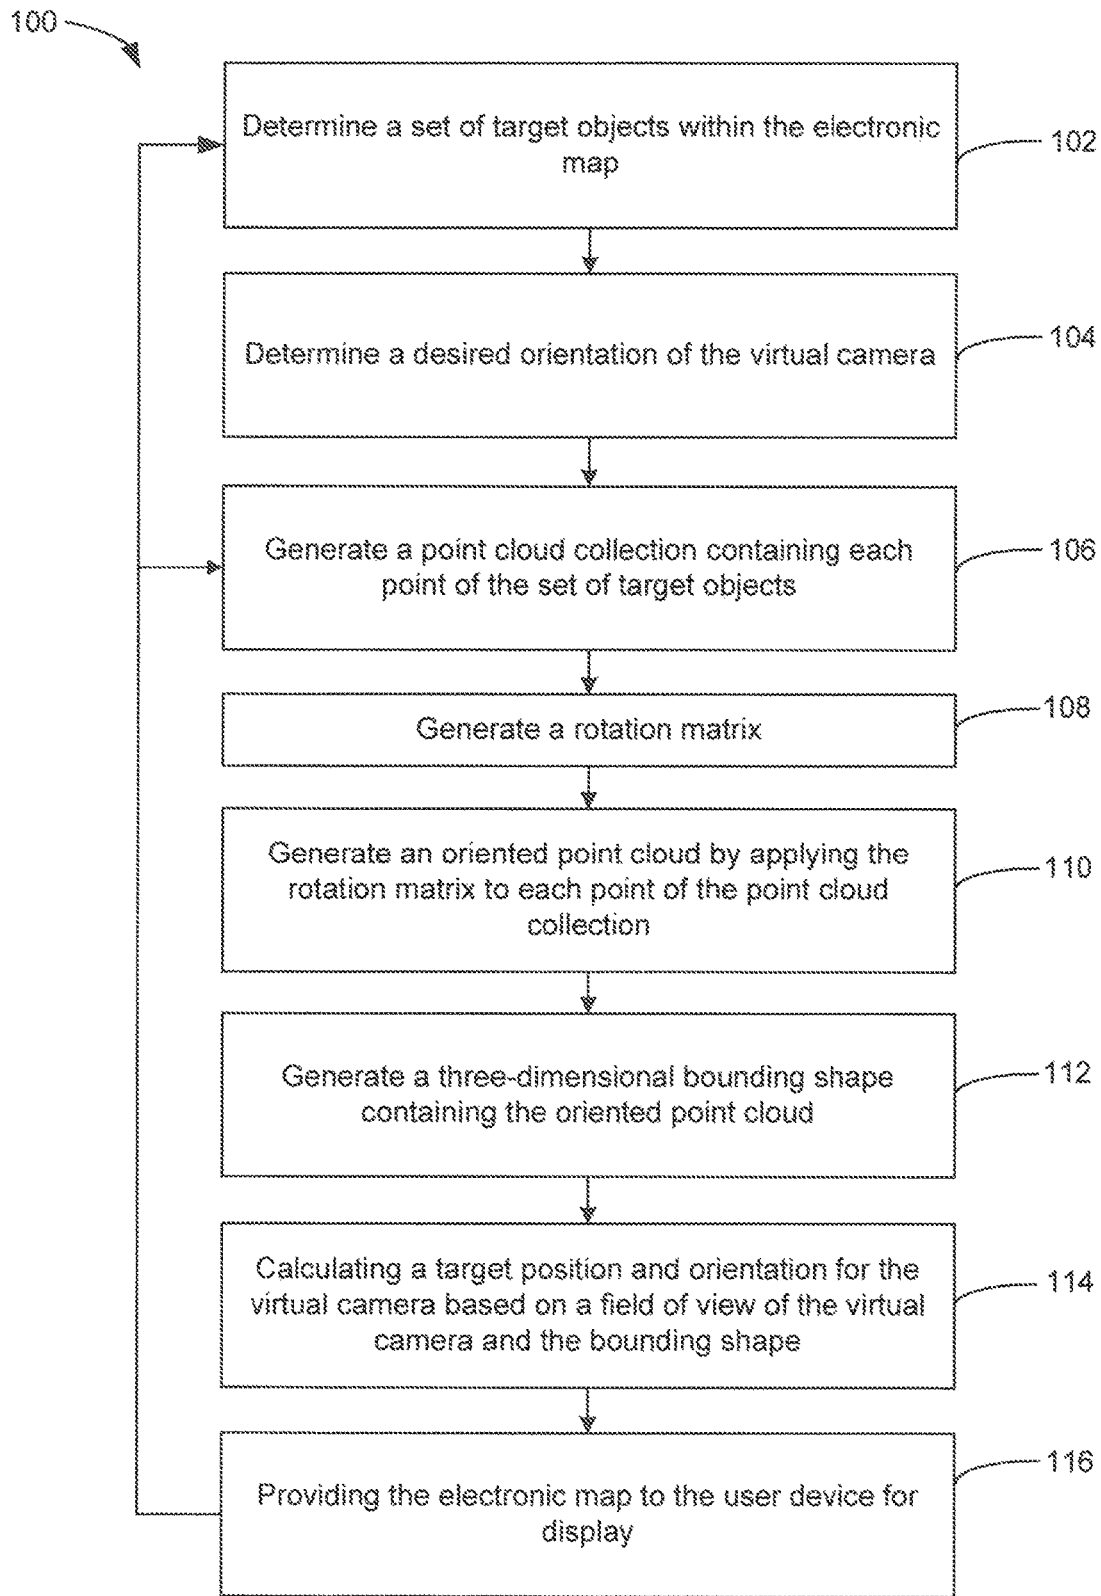 100
Determine a set of target objects within the electronic
map
102
Determine a desired orientation of the virtual camera
104
Generate a point cloud collection containing each
point of the set of target objects
106
Generate a rotation matrix
108
Generate an oriented point cloud by applying the
rotation matrix to each point of the point cloud
collection
110
Generate a three-dimensional bounding shape
containing the oriented point cloud
112
Calculating a target position and orientation for the
virtual camera based on a field of view of the virtual
camera and the bounding shape
114
Providing the electronic map to the user device for
display
116